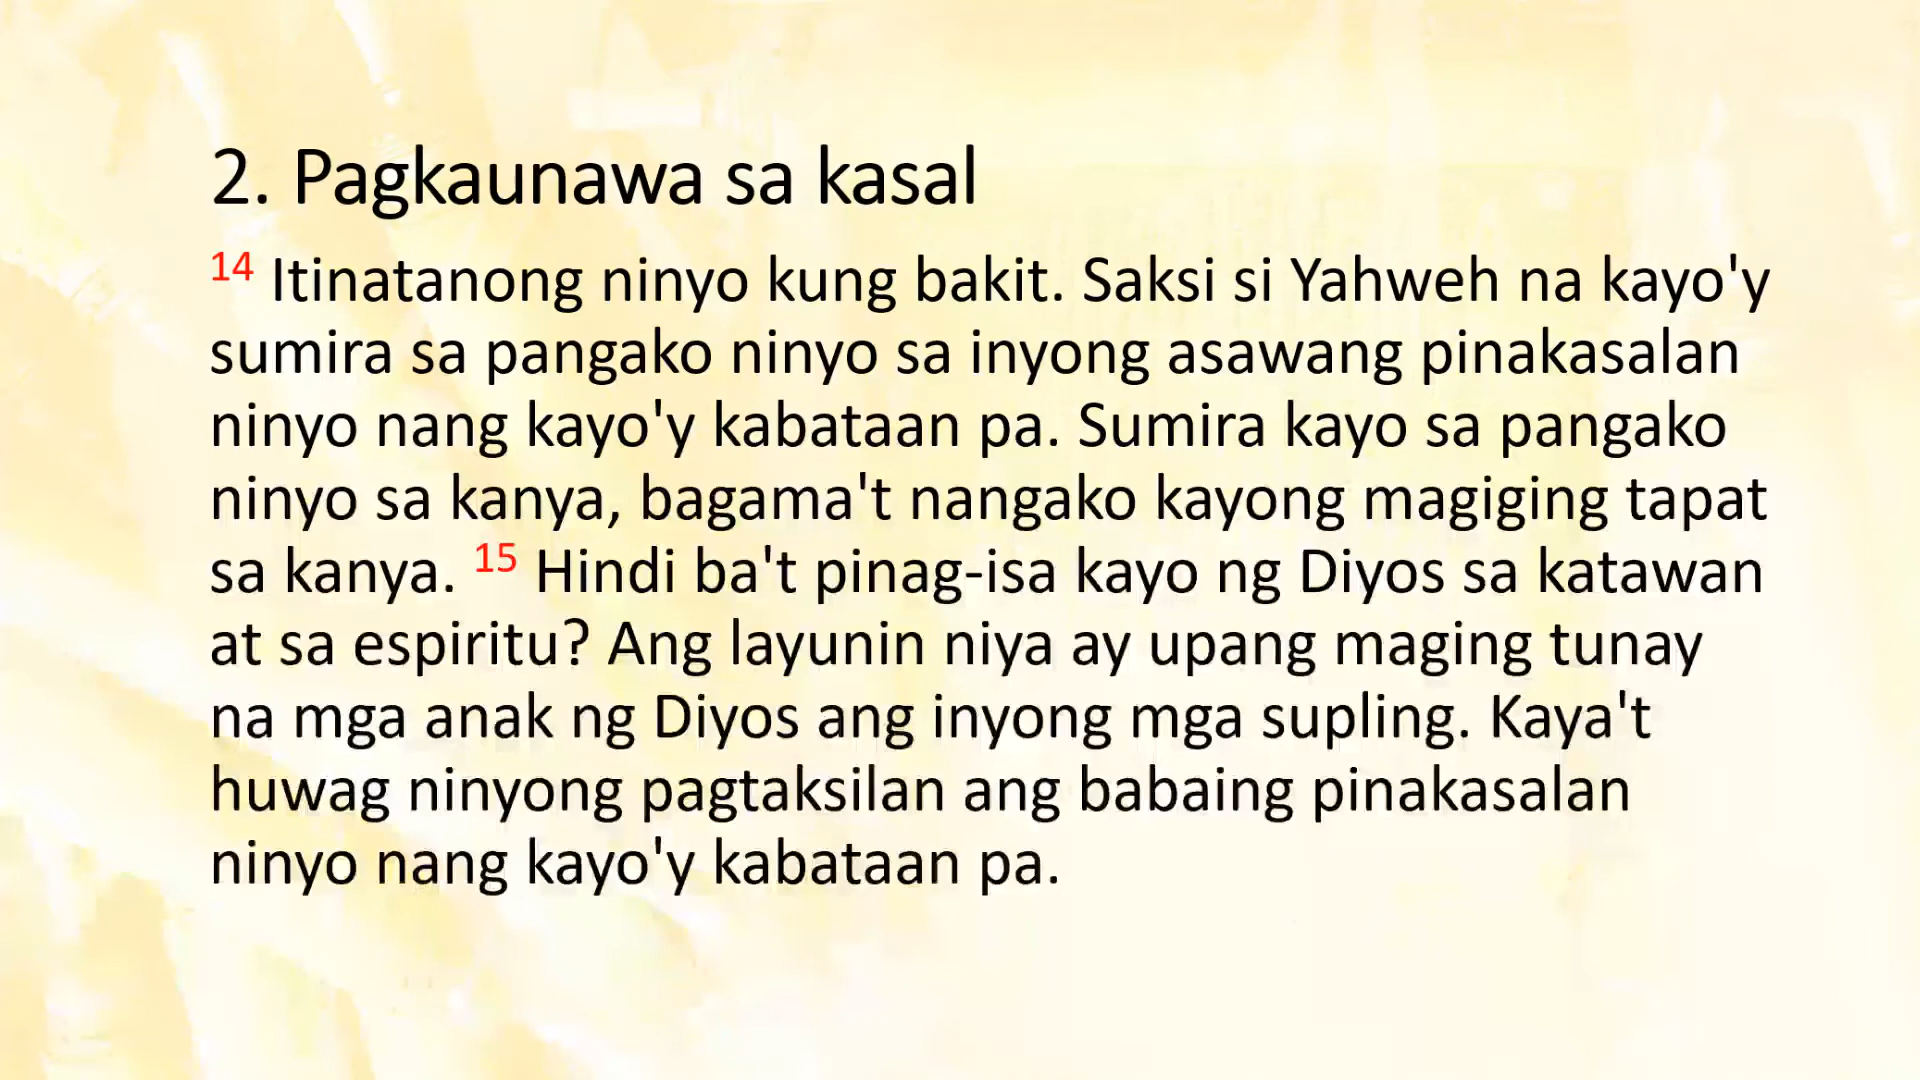 2. Pagkaunawa sa kasal
14 Itinatanong ninyo kung bakit. Saksi si Yahweh na kayo'y
sumira sa pangako ninyo sa inyong asawang pinakasalan
ninyo nang kayo'y kabataan pa. Sumira kayo sa pangako
ninyo sa kanya, bagama't nangako kayong magiging tapat
sa kanya. 15 Hindi ba't pinag-isa kayo ng Diyos sa katawan
at sa espiritu? Ang layunin niya ay upang maging tunay
na mga anak ng Diyos ang inyong mga supling. Kaya't
huwag ninyong pagtaksilan ang babaing pinakasalan
ninyo nang kayo'y kabataan pa.